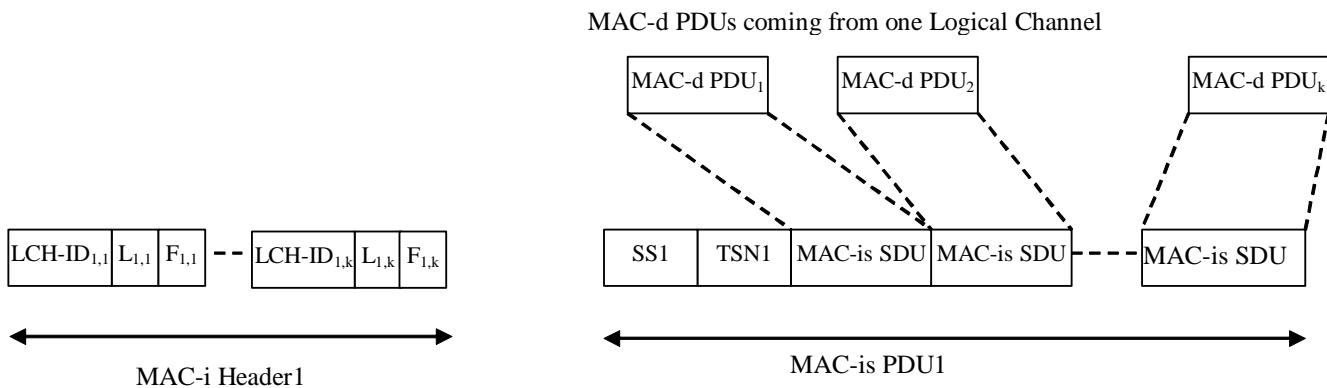 MAC-d PDUs coming from one Logical Channel
MAC-d PDU₁ MAC-d PDU₂ MAC-d PDUₖ
LCH-ID₁,₁ L₁,₁ F₁,₁ LCH-ID₁,ₖ L₁,ₖ F₁,ₖ SS1 TSN1 MAC-is SDU MAC-is SDU MAC-is SDU
MAC-i Header1 MAC-is PDU1